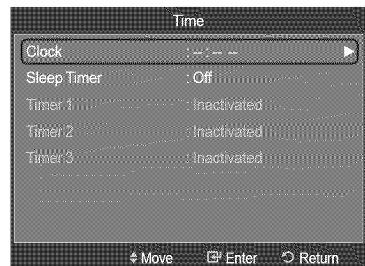 Time
Clock : -- : --
Sleep Timer : Off
Timer 1 : Inactivated
Timer 2 : Inactivated
Timer 3 : Inactivated
Move Enter Return